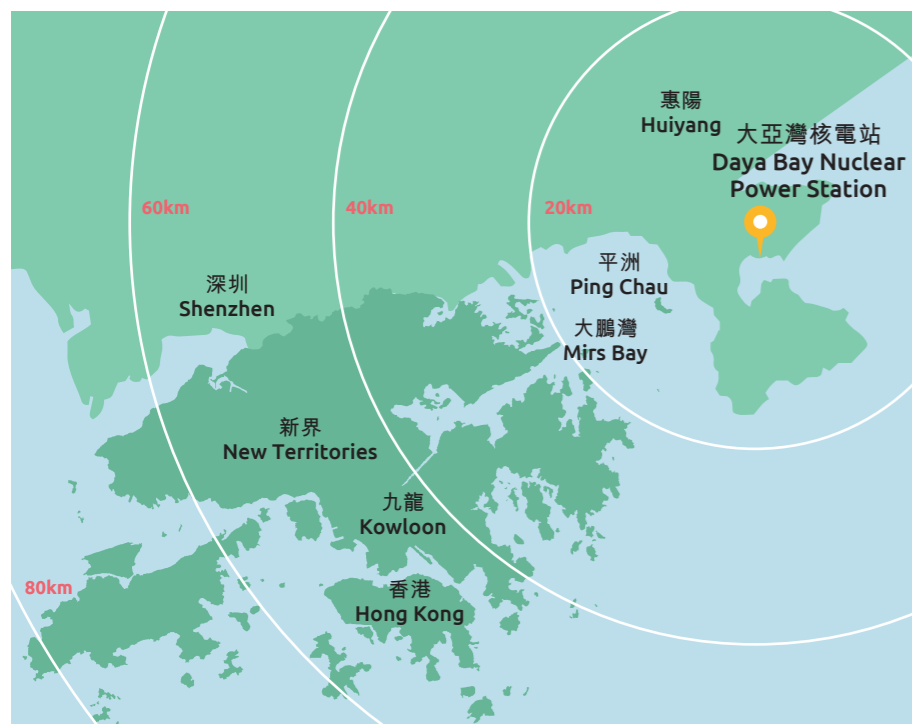 惠陽
Huiyang
大亞灣核電站
Daya Bay Nuclear
Power Station
60km
40km
20km
平洲
Ping Chau
深圳
Shenzhen
大鵬灣
Mirs Bay
新界
New Territories
九龍
Kowloon
80km
香港
Hong Kong